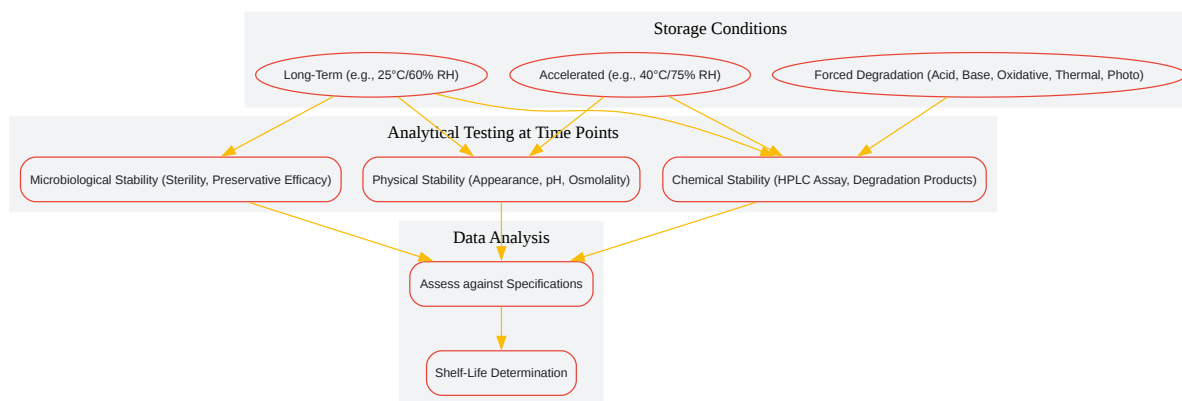 Storage Conditions
Long-Term (e.g., 25°C/60% RH)
Accelerated (e.g., 40°C/75% RH)
Forced Degradation (Acid, Base, Oxidative, Thermal, Photo)
Analytical Testing at Time Points
Microbiological Stability (Sterility, Preservative Efficacy)
Physical Stability (Appearance, pH, Osmolality)
Chemical Stability (HPLC Assay, Degradation Products)
Data Analysis
Assess against Specifications
Shelf-Life Determination